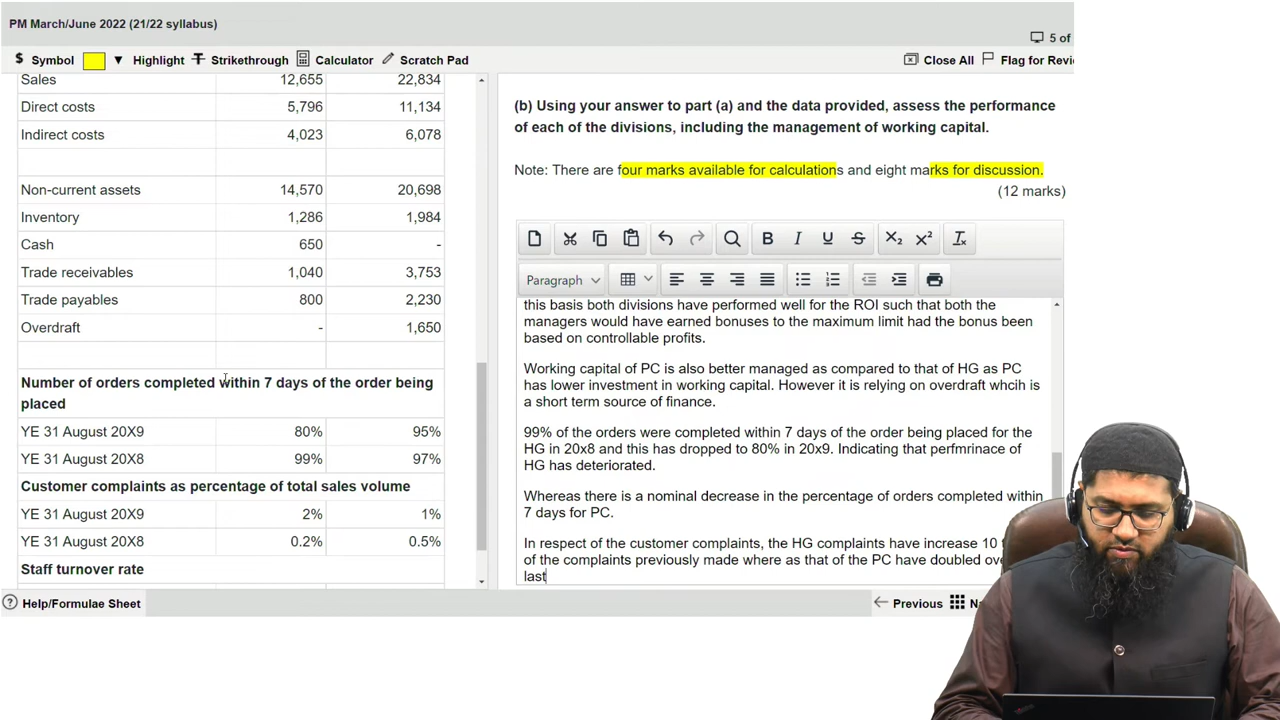 PM March/June 2022 (21/22 syllabus)
5 of
$ Symbol Highlight Strikethrough Calculator Scratch Pad Close All
Sales 12,655 22,834
Direct costs 5,796 11,134
Indirect costs 4,023 6,078
Non-current assets 14,570 20,698
Inventory 1,286 1,984
Cash 650 -
Trade receivables 1,040 3,753
Trade payables 800 2,230
Overdraft - 1,650
Number of orders completed within 7 days of the order being
placed
YE 31 August 20X9 80% 95%
YE 31 August 20X8 99% 97%
Customer complaints as percentage of total sales volume
YE 31 August 20X9 2% 1%
YE 31 August 20X8 0.2% 0.5%
Staff turnover rate
Help/Formulae Sheet
Flag for Revi
(b) Using your answer to part (a) and the data provided, assess the performance
of each of the divisions, including the management of working capital.
Note: There are four marks available for calculations and eight marks for discussion.
(12 marks)
B I U S X₂ X² Iₓ
Paragraph
this basis both divisions have performed well for the ROI such that both the
managers would have earned bonuses to the maximum limit had the bonus been
based on controllable profits.
Working capital of PC is also better managed as compared to that of HG as PC
has lower investment in working capital. However it is relying on overdraft whcih is
a short term source of finance.
99% of the orders were completed within 7 days of the order being placed for the
HG in 20x8 and this has dropped to 80% in 20x9. Indicating that perfmrinace of
HG has deteriorated.
Whereas there is a nominal decrease in the percentage of orders completed within
7 days for PC.
In respect of the customer complaints, the HG complaints have increase 10
of the complaints previously made where as that of the PC have doubled
last
Previous